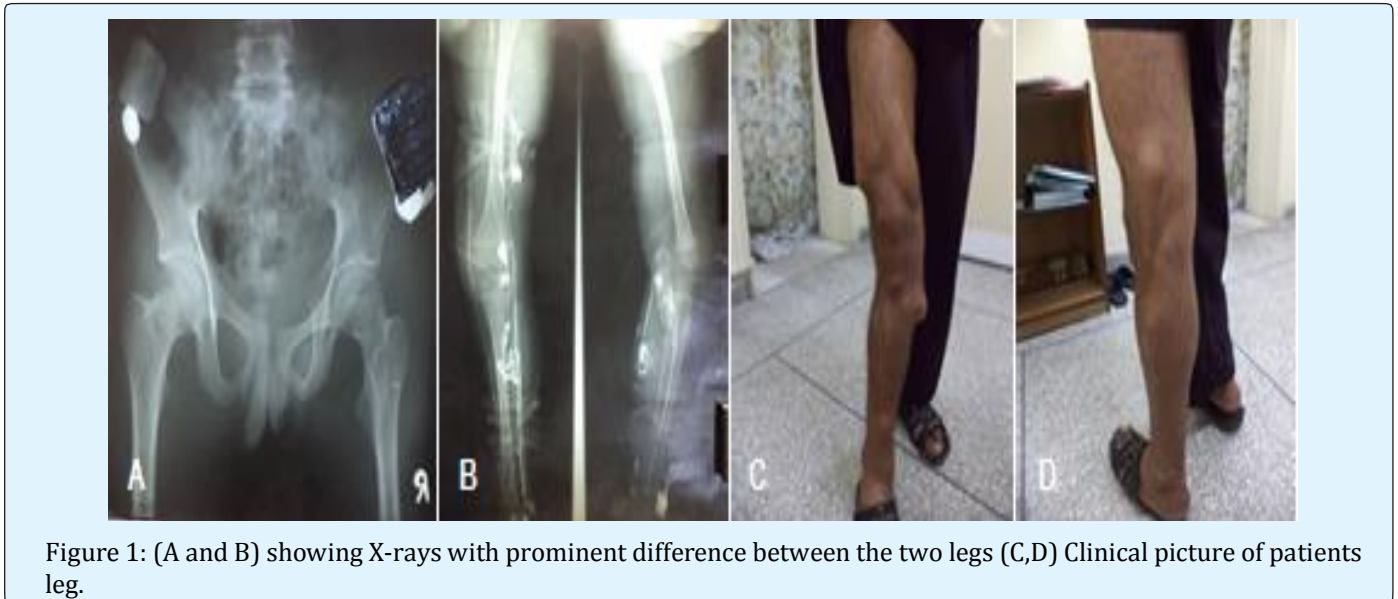 A
Я
B
C
D
Figure 1: (A and B) showing X-rays with prominent difference between the two legs (C,D) Clinical picture of patients
leg.